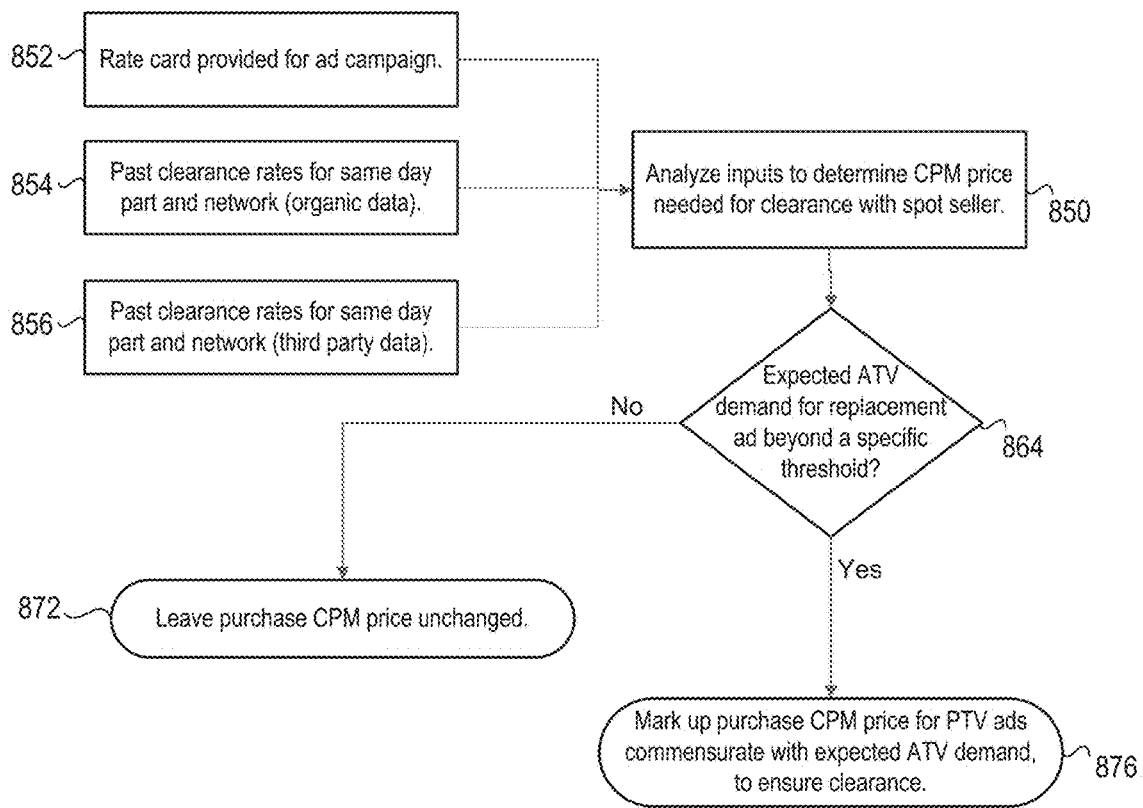 852
Rate card provided for ad campaign.
854
Past clearance rates for same day
part and network (organic data).
856
Past clearance rates for same day
part and network (third party data).
Analyze inputs to determine CPM price
needed for clearance with spot seller.
850
Expected ATV
demand for replacement
ad beyond a specific
threshold?
864
No
Yes
872
Leave purchase CPM price unchanged.
Mark up purchase CPM price for PTV ads
commensurate with expected ATV demand,
to ensure clearance.
876